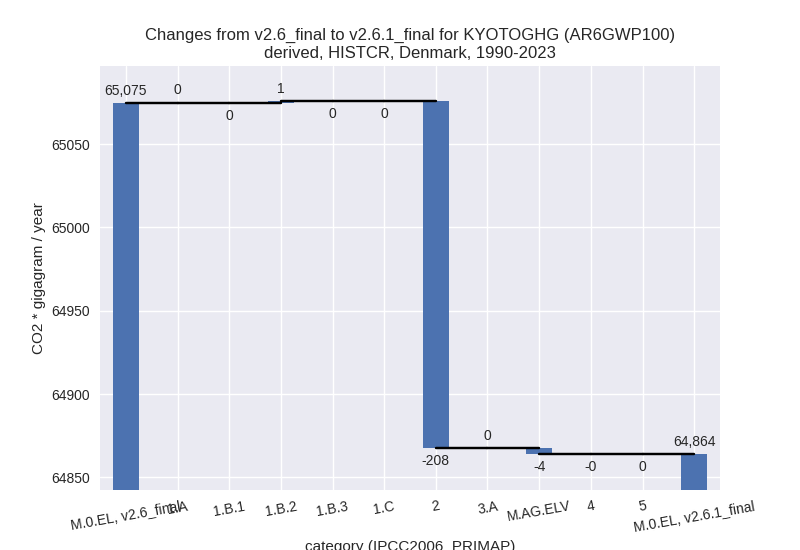 Changes from v2.6_final to v2.6.1_final for KYOTOGHG (AR6GWP100)
derived, HISTCR, Denmark, 1990-2023
65,075
0
0
1
0
0
-208
0
-4
-0
0
64,864
65050
65000
64950
64900
64850
CO2 * gigagram / year
M.0.EL, v2.6_final
1.A
1.B.1
1.B.2
1.B.3
1.C
2
3.A
M.AG.ELV
4
5
M.0.EL, v2.6.1_final
category (IPCC2006_PRIMAP)